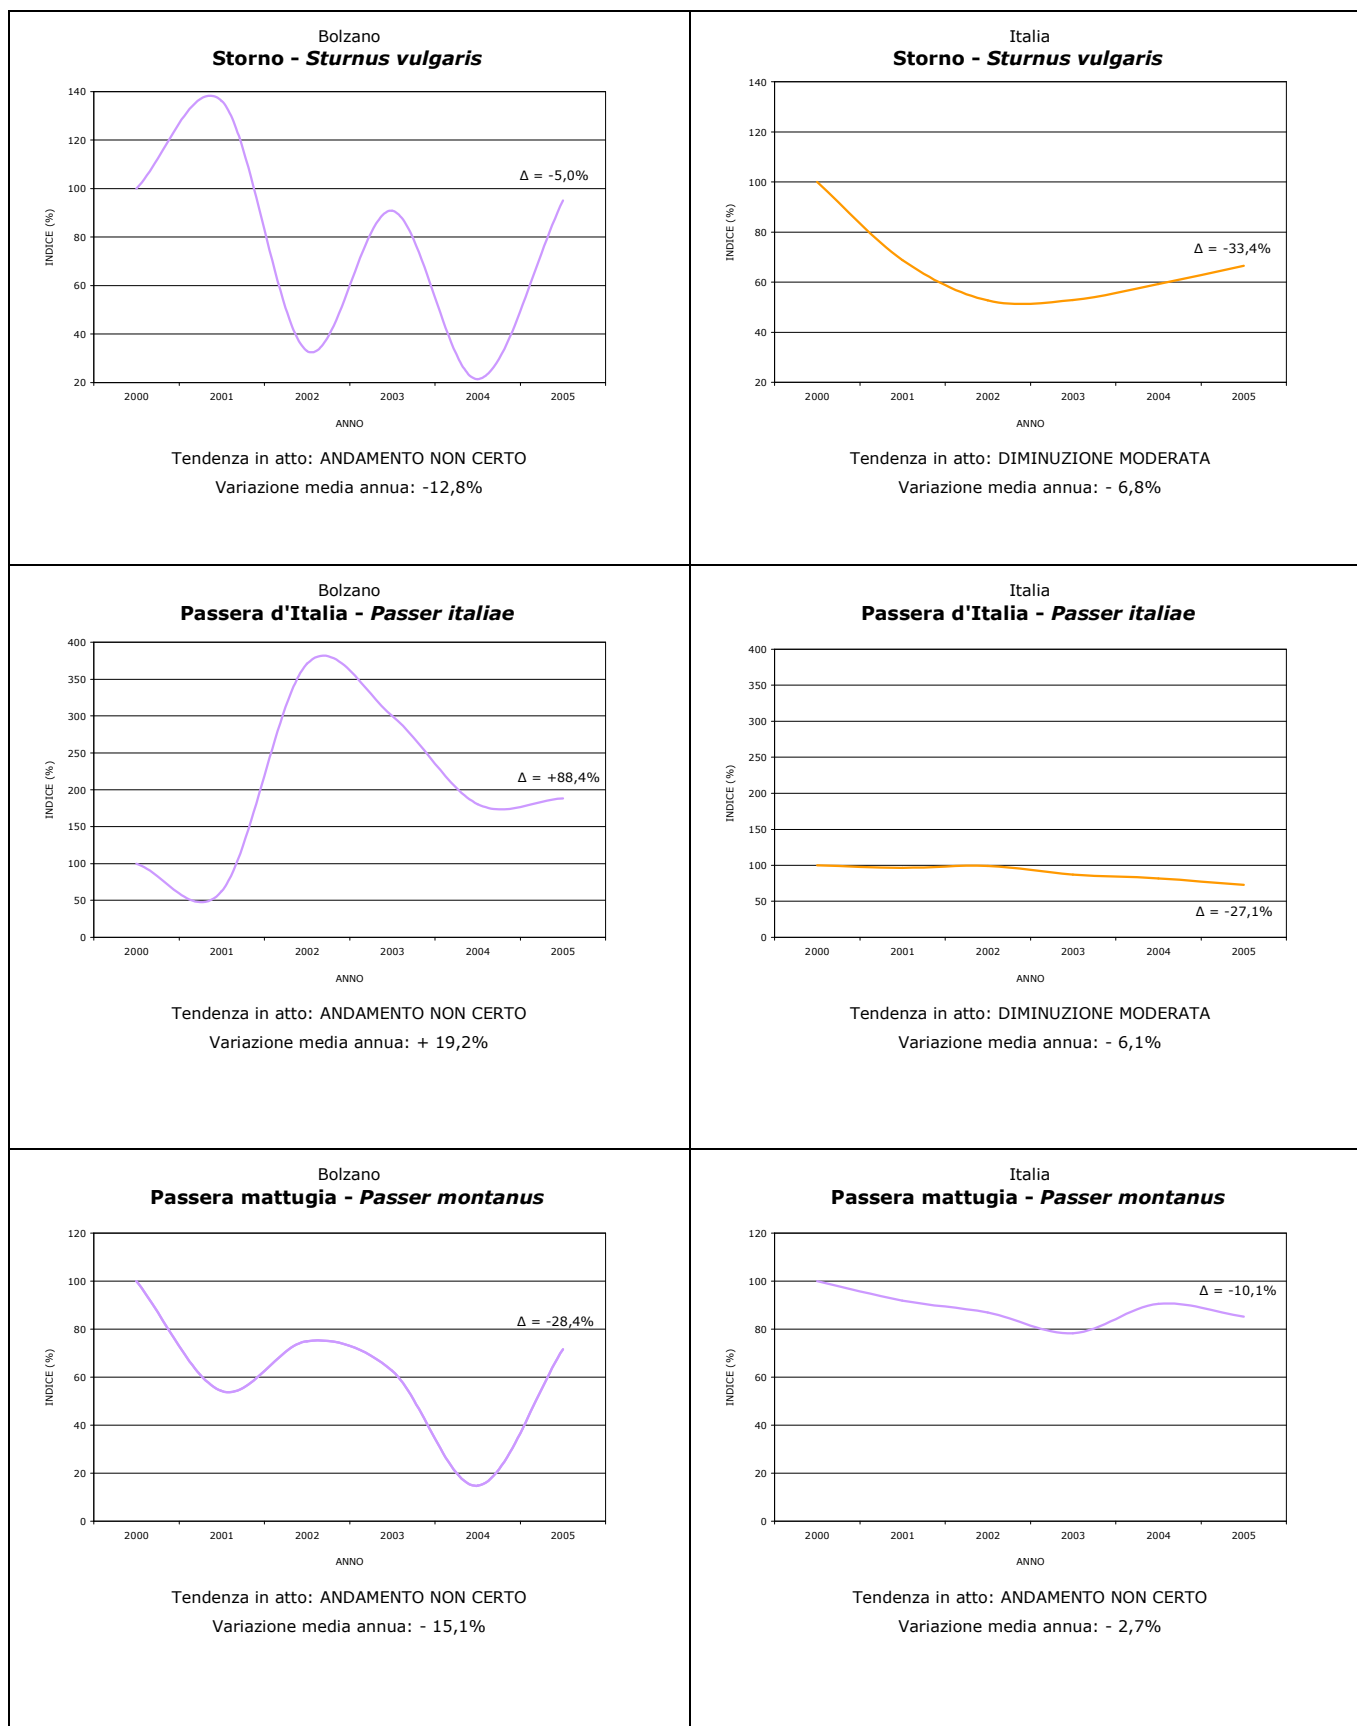 Bolzano
Storno - Sturnus vulgaris
140
120
100
80
60
40
20
INDICE (%)
Δ = -5,0%
2000 2001 2002 2003 2004 2005
ANNO
Tendenza in atto: ANDAMENTO NON CERTO
Variazione media annua: -12,8%
Italia
Storno - Sturnus vulgaris
140
120
100
80
60
40
20
INDICE (%)
Δ = -33,4%
2000 2001 2002 2003 2004 2005
ANNO
Tendenza in atto: DIMINUZIONE MODERATA
Variazione media annua: - 6,8%
Bolzano
Passera d'Italia - Passer italiae
400
350
300
250
200
150
100
50
0
INDICE (%)
Δ = +88,4%
2000 2001 2002 2003 2004 2005
ANNO
Tendenza in atto: ANDAMENTO NON CERTO
Variazione media annua: + 19,2%
Italia
Passera d'Italia - Passer italiae
400
350
300
250
200
150
100
50
0
INDICE (%)
Δ = -27,1%
2000 2001 2002 2003 2004 2005
ANNO
Tendenza in atto: DIMINUZIONE MODERATA
Variazione media annua: - 6,1%
Bolzano
Passera mattugia - Passer montanus
120
100
80
60
40
20
0
INDICE (%)
Δ = -28,4%
2000 2001 2002 2003 2004 2005
ANNO
Tendenza in atto: ANDAMENTO NON CERTO
Variazione media annua: - 15,1%
Italia
Passera mattugia - Passer montanus
120
100
80
60
40
20
0
INDICE (%)
Δ = -10,1%
2000 2001 2002 2003 2004 2005
ANNO
Tendenza in atto: ANDAMENTO NON CERTO
Variazione media annua: - 2,7%